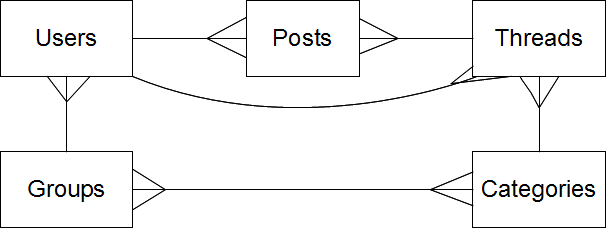 Users
Posts
Threads
Groups
Categories